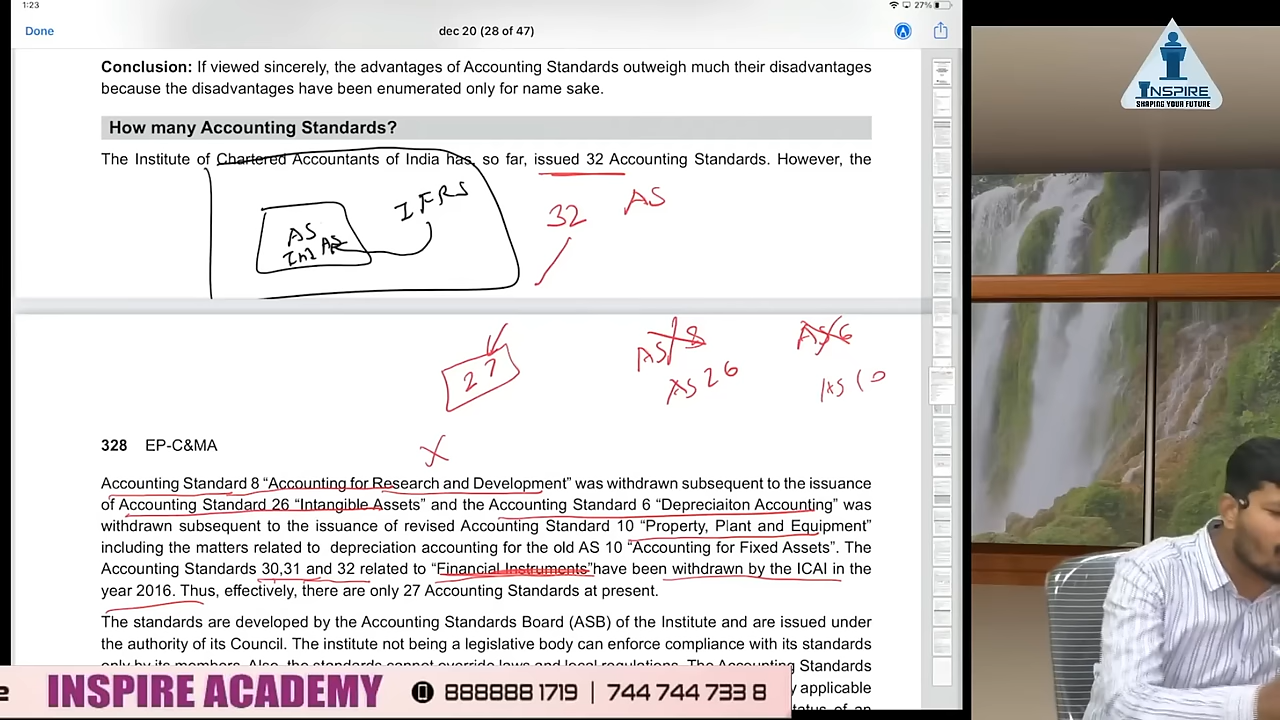 1:23
27%
Done
dec 20 (28 of 47)
Conclusion: If viewed sincerely, the advantages of Accounting Standards outweigh much their disadvantages
because the disadvantages have been enumerated only for name sake.
How many Accounting Standards?
The Institute of Chartered Accountants of India has, so far, issued 32 Accounting Standards. However, the
IFRS
AS
Ind AS
32 AS
27
AS 8
AS 26
AS 6
AS 10
328 EP-C&MA
Accounting Standard 8 “Accounting for Research and Development” was withdrawn subsequent to the issuance
of Accounting Standard 26 “Intangible Assets” and the Accounting Standard 6 “Depreciaiton Accounting” was
withdrawn subsequent to the issuance of revised Accounting Standard 10 “Property, Plant and Equipment”
including the matters related to depreciation accounting for the old AS 10 “Accounting for Fixed Assets”. The
Accounting Standards 30,31 and 32 related to “Financial Instruments”have been withdrawn by the ICAI in the
year 2016. Thus, effectively, there are only 27 Accounting Standards at present.
The standards are developed by the Accounting Standards Board (ASB) of the Institute and are issued under
the authority of its Council. The institute not being a legislative body can enforce compliance with its standards
Standards
applicable
INSPIRE
SHAPING YOUR FUTURE
INSPIRE ACADEM
888888 1719 | 744 744 733 8